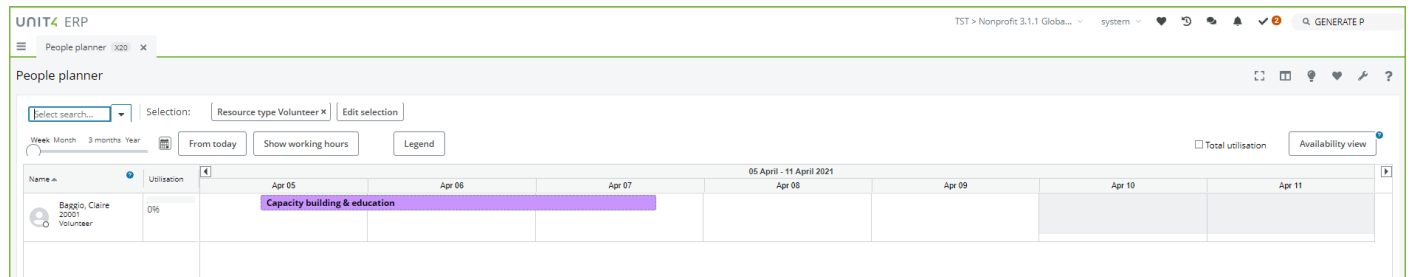 UNIT4 ERP
TST > Nonprofit 3.1.1 Globa... system 2 GENERATE P
People planner X20 ×
People planner
?
Select search... Selection: Resource type Volunteer × Edit selection
Week Month 3 months Year From today Show working hours Legend Total utilisation Availability view ?
Name ? Utilisation 05 April - 11 April 2021
Apr 05 Apr 06 Apr 07 Apr 08 Apr 09 Apr 10 Apr 11
Baggio, Claire
20001
Volunteer
0%
Capacity building & education